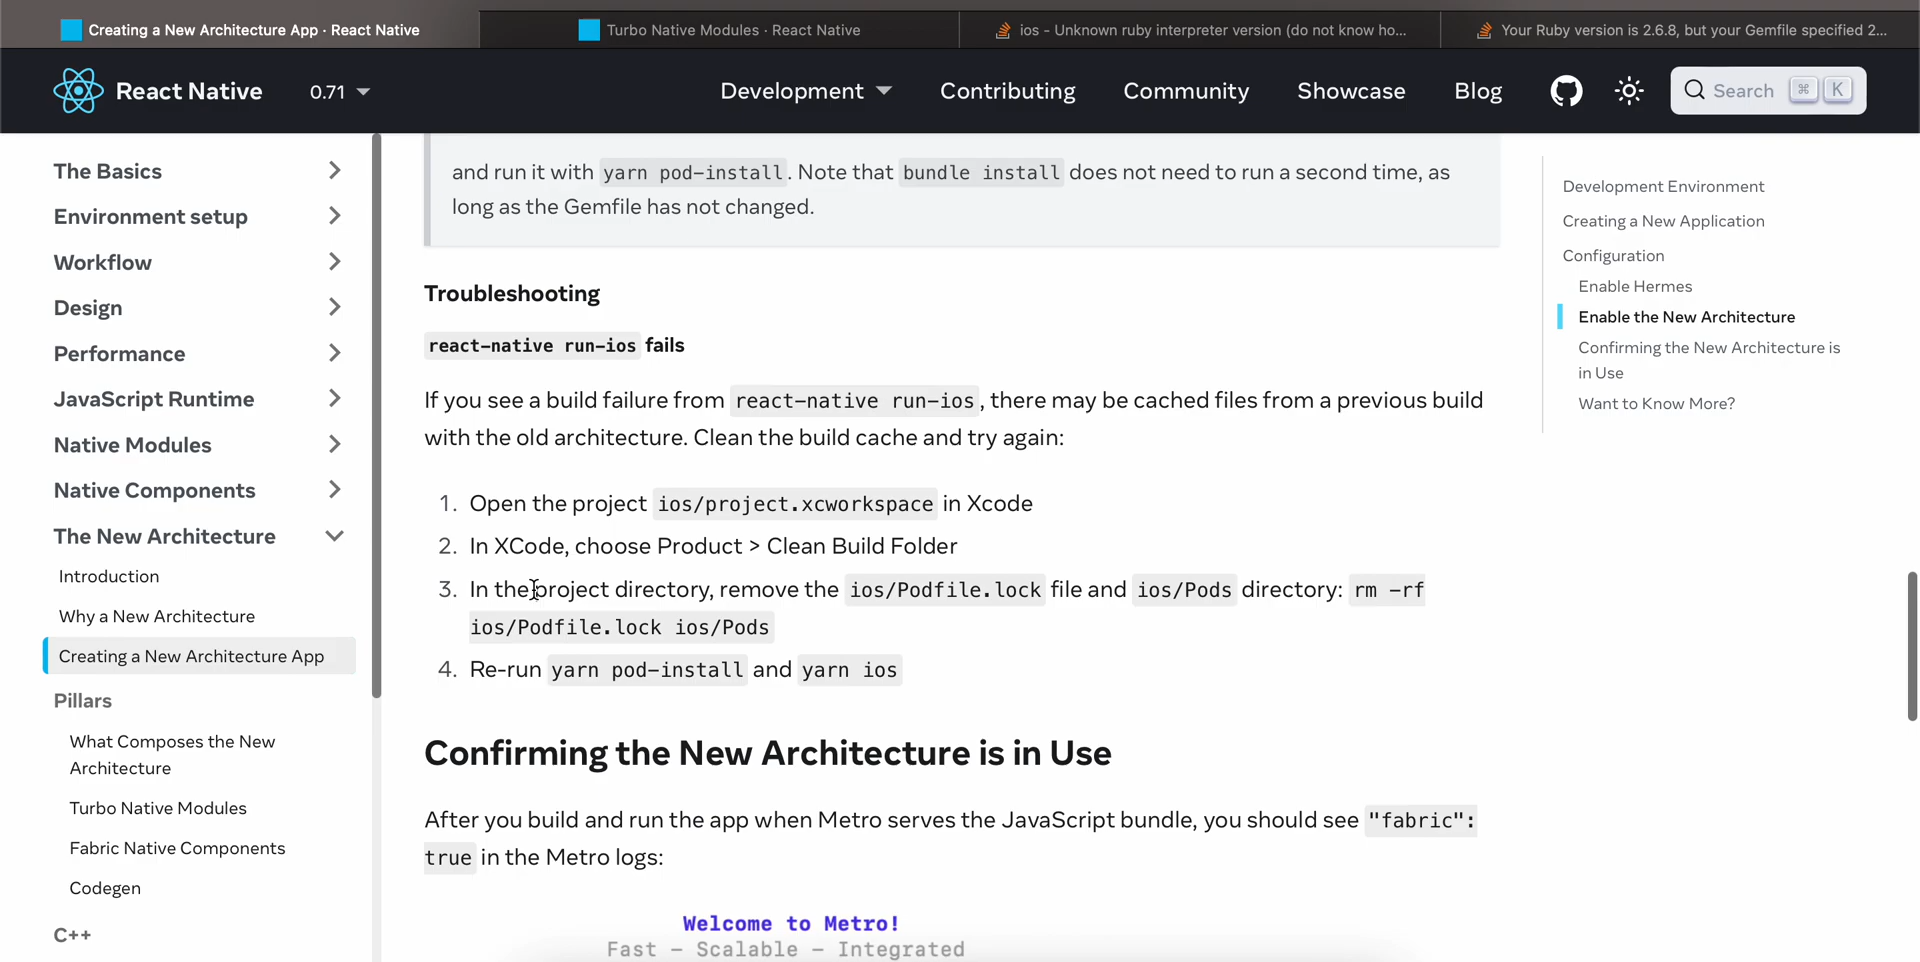 Creating a New Architecture App · React Native
Turbo Native Modules · React Native
ios - Unknown ruby interpreter version (do not know ho...
Your Ruby version is 2.6.8, but your Gemfile specified 2...
React Native
0.71
Development
Contributing
Community
Showcase
Blog
Search ⌘ K
The Basics
Environment setup
Workflow
Design
Performance
JavaScript Runtime
Native Modules
Native Components
The New Architecture
Introduction
Why a New Architecture
Creating a New Architecture App
Pillars
What Composes the New
Architecture
Turbo Native Modules
Fabric Native Components
Codegen
C++
and run it with yarn pod-install. Note that bundle install does not need to run a second time, as
long as the Gemfile has not changed.
Troubleshooting
react-native run-ios fails
If you see a build failure from react-native run-ios, there may be cached files from a previous build
with the old architecture. Clean the build cache and try again:
1. Open the project ios/project.xcworkspace in Xcode
2. In XCode, choose Product > Clean Build Folder
3. In the project directory, remove the ios/Podfile.lock file and ios/Pods directory: rm -rf
ios/Podfile.lock ios/Pods
4. Re-run yarn pod-install and yarn ios
Confirming the New Architecture is in Use
After you build and run the app when Metro serves the JavaScript bundle, you should see "fabric":
true in the Metro logs:
Welcome to Metro!
Fast - Scalable - Integrated
Development Environment
Creating a New Application
Configuration
Enable Hermes
Enable the New Architecture
Confirming the New Architecture is
in Use
Want to Know More?